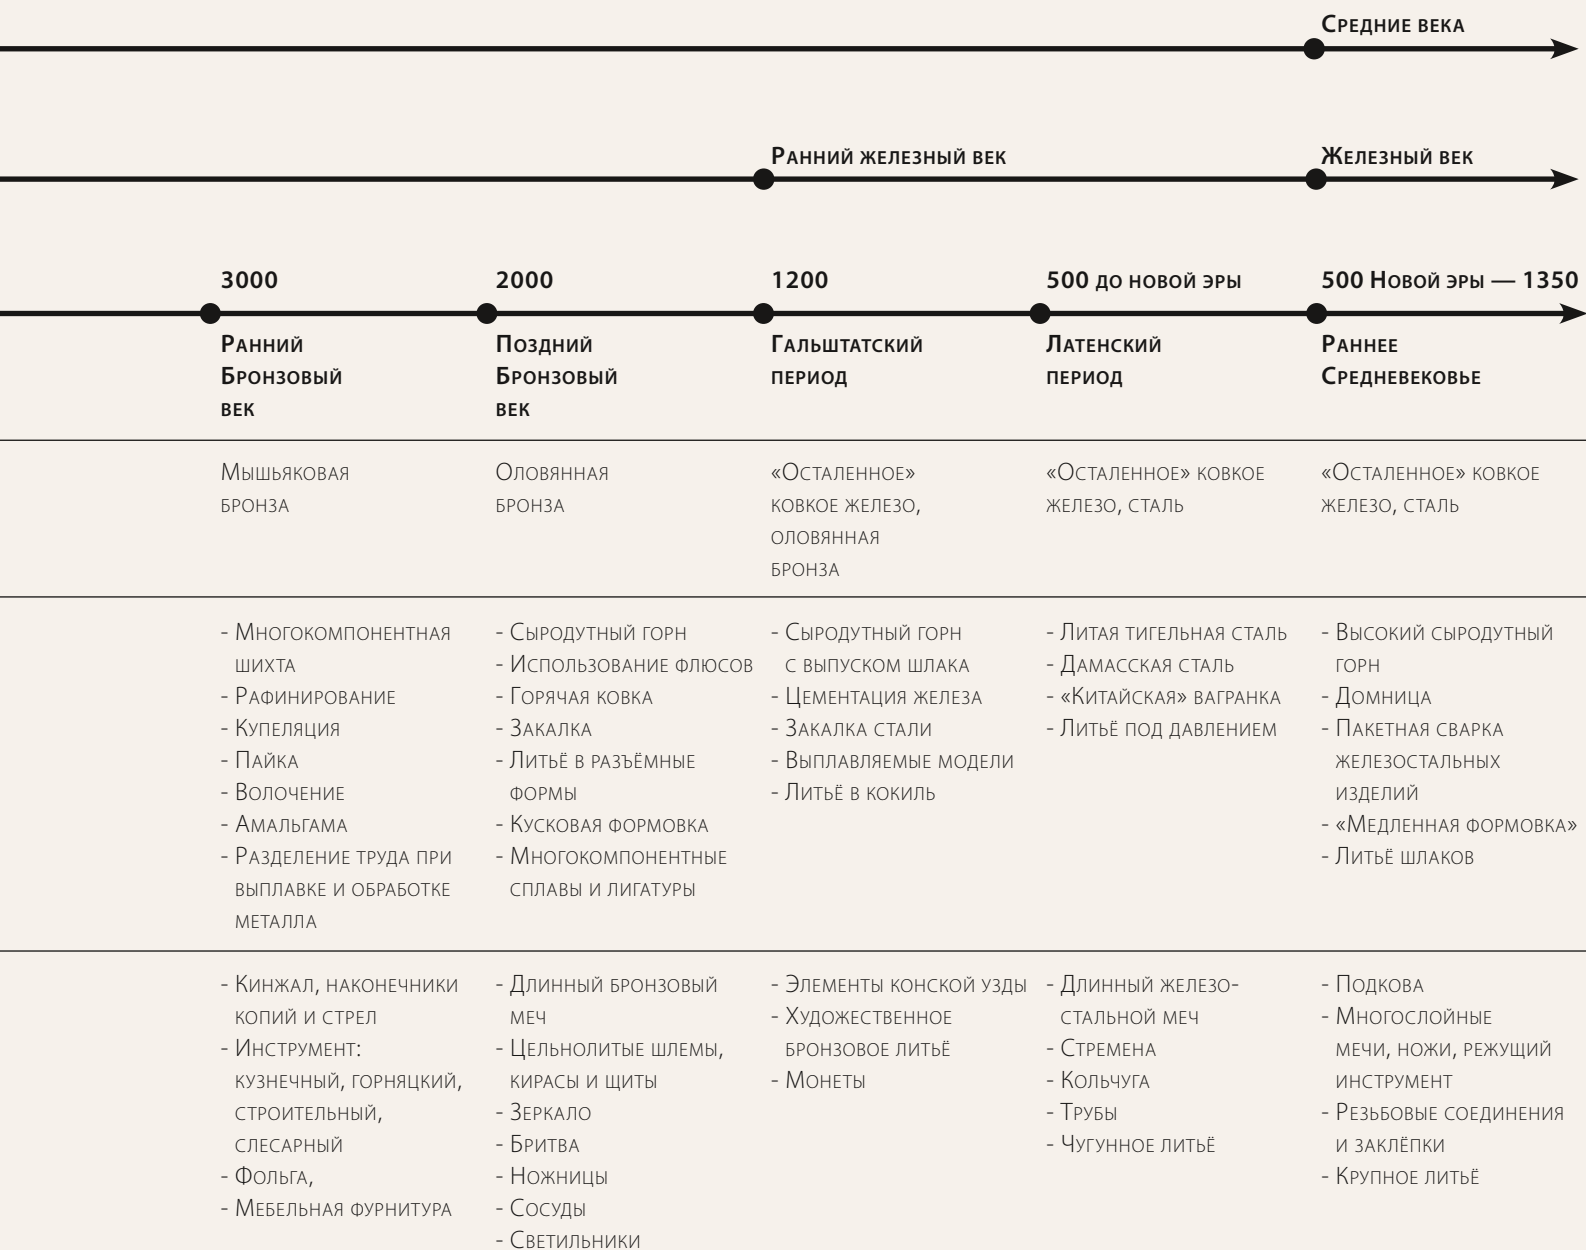 Средние века
Ранний железный век
Железный век
3000
2000
1200
500 до новой эры
500 Новой эры — 1350
Ранний
Бронзовый
век
Поздний
Бронзовый
век
Гальштатский
период
Латенский
период
Раннее
Средневековье
Мышьяковая
бронза
Оловянная
бронза
«Осталенное»
ковкое железо,
оловянная
бронза
«Осталенное» ковкое
железо, сталь
«Осталенное» ковкое
железо, сталь
- Многокомпонентная
шихта
- Рафинирование
- Купеляция
- Пайка
- Волочение
- Амальгама
- Разделение труда при
выплавке и обработке
металла
- Сыродутный горн
- Использование флюсов
- Горячая ковка
- Закалка
- Литьё в разъёмные
формы
- Кусковая формовка
- Многокомпонентные
сплавы и лигатуры
- Сыродутный горн
с выпуском шлака
- Цементация железа
- Закалка стали
- Выплавляемые модели
- Литьё в кокиль
- Литая тигельная сталь
- Дамасская сталь
- «Китайская» вагранка
- Литьё под давлением
- Высокий сыродутный
горн
- Домница
- Пакетная сварка
железостальных
изделий
- «Медленная формовка»
- Литьё шлаков
- Кинжал, наконечники
копий и стрел
- Инструмент:
кузнечный, горняцкий,
строительный,
слесарный
- Фольга,
- Мебельная фурнитура
- Длинный бронзовый
меч
- Цельнолитые шлемы,
кирасы и щиты
- Зеркало
- Бритва
- Ножницы
- Сосуды
- Светильники
- Элементы конской узды
- Художественное
бронзовое литьё
- Монеты
- Длинный железо-
стальной меч
- Стремена
- Кольчуга
- Трубы
- Чугунное литьё
- Подкова
- Многослойные
мечи, ножи, режущий
инструмент
- Резьбовые соединения
и заклёпки
- Крупное литьё